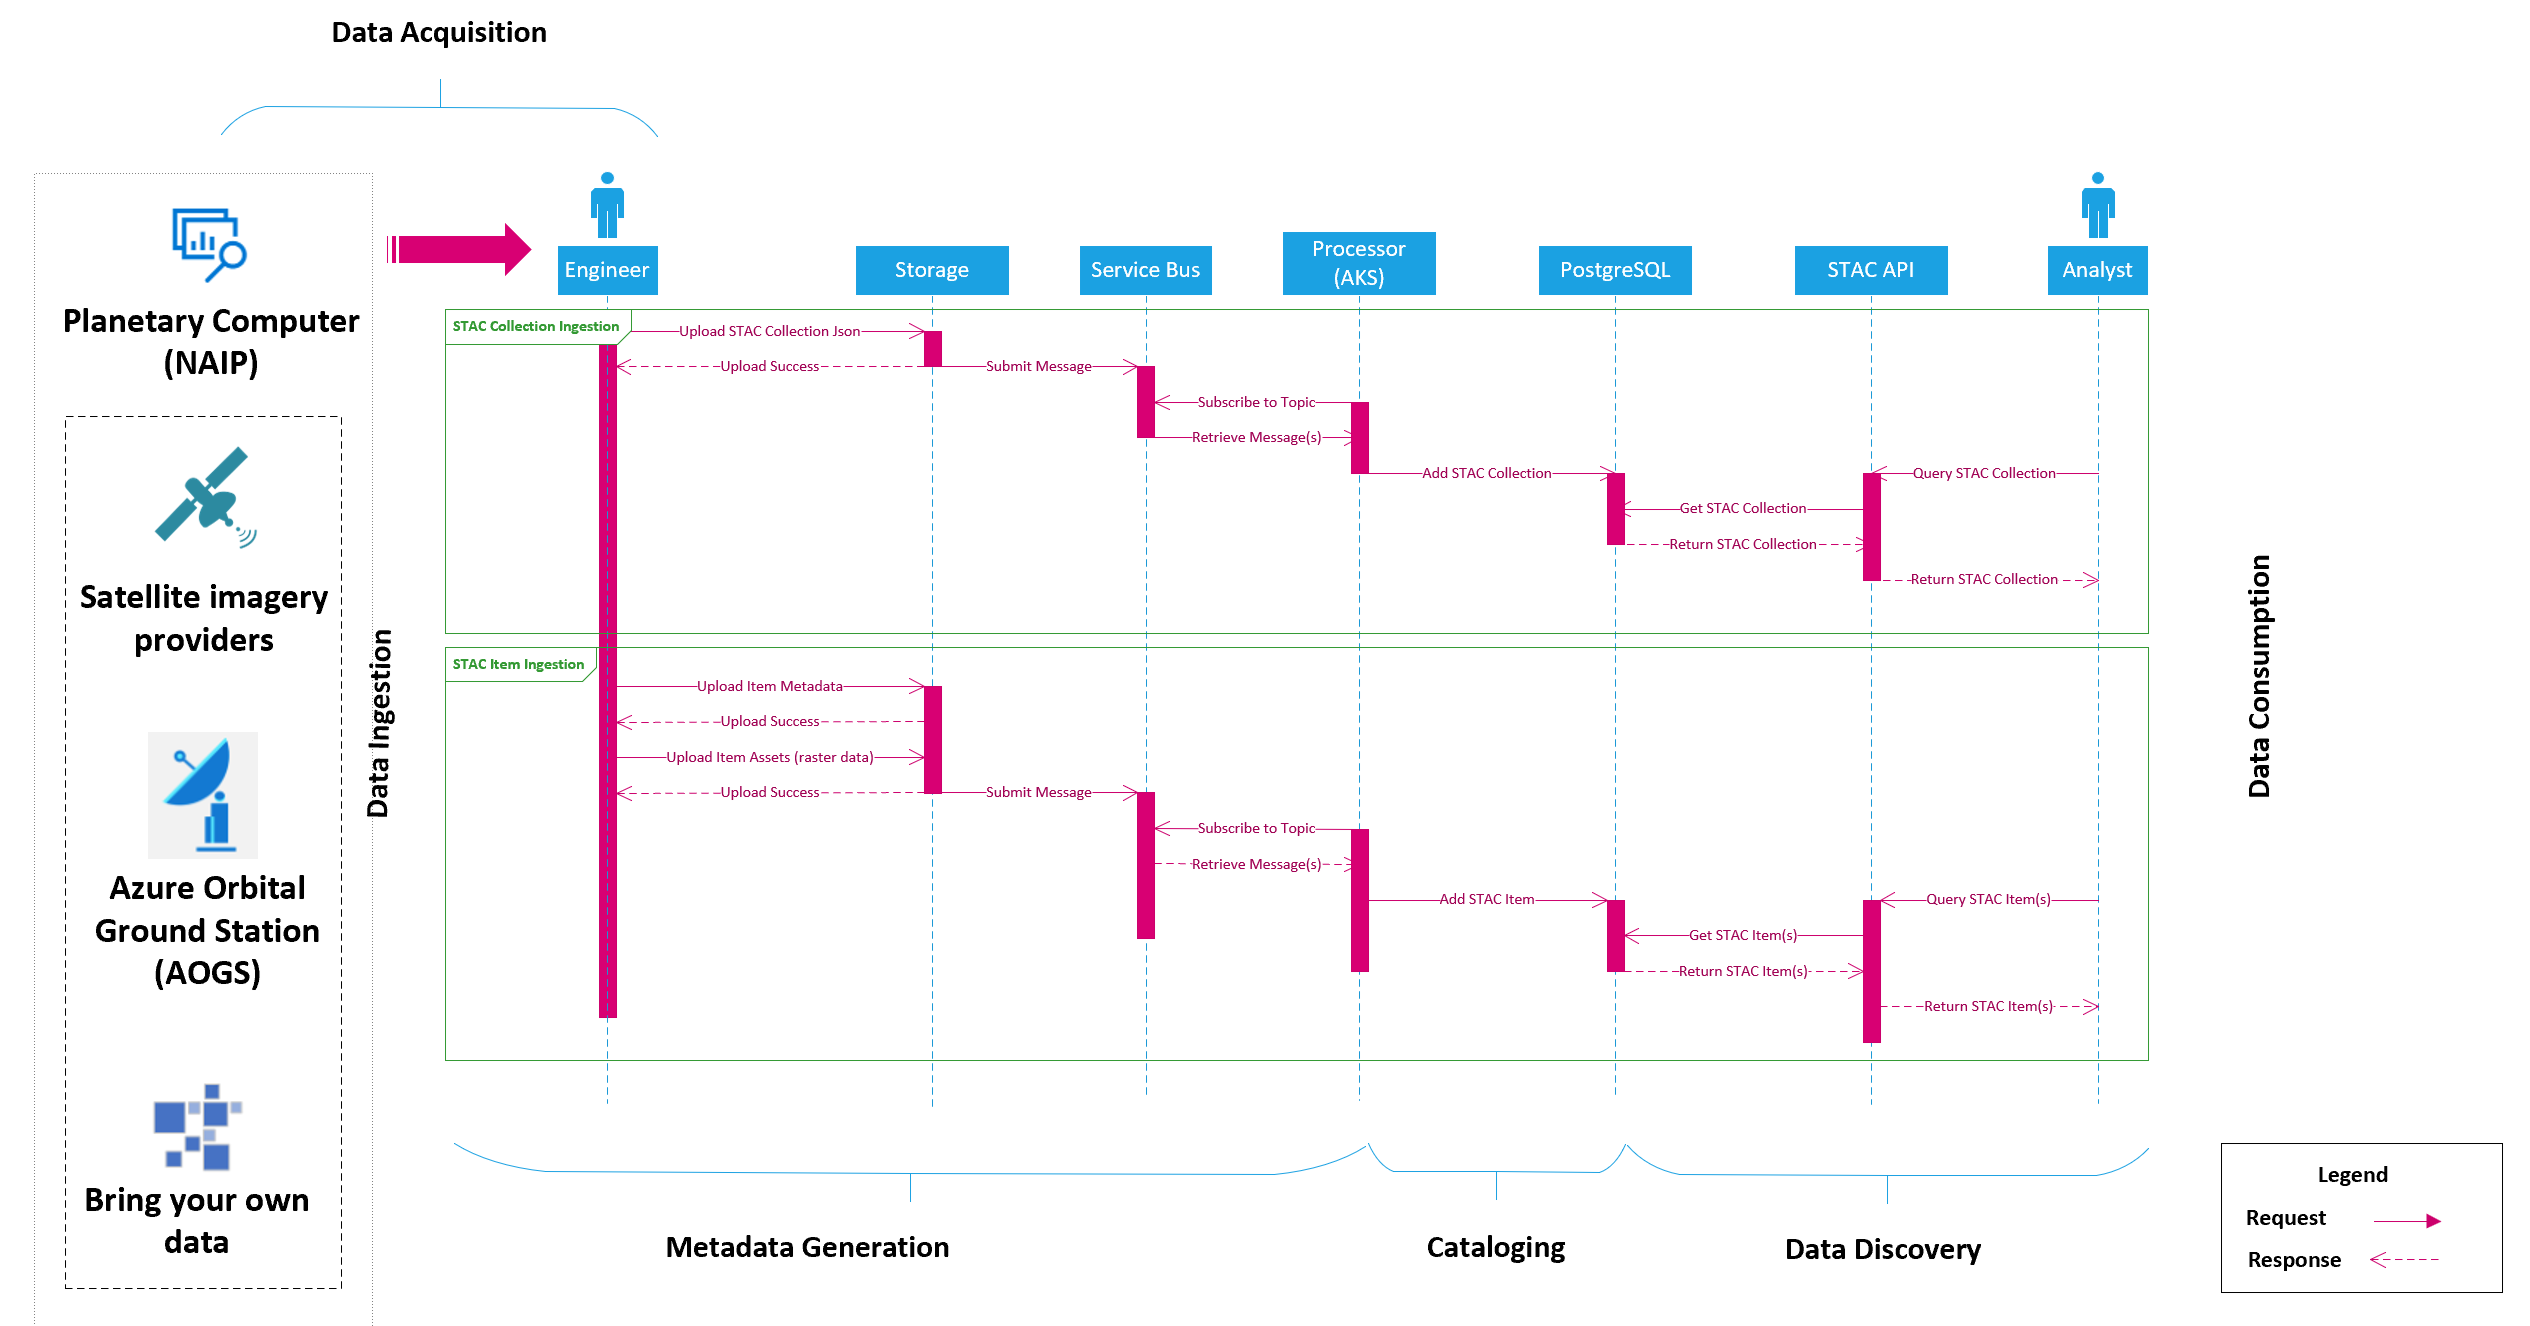 Data Acquisition
Planetary Computer
(NAIP)
Satellite imagery
providers
Azure Orbital
Ground Station
(AOGS)
Bring your own
data
Data Ingestion
Engineer
Storage
Service Bus
Processor
(AKS)
PostgreSQL
STAC API
Analyst
STAC Collection Ingestion
Upload STAC Collection Json
Upload Success
Submit Message
Subscribe to Topic
Retrieve Message(s)
Add STAC Collection
Query STAC Collection
Get STAC Collection
Return STAC Collection
Return STAC Collection
STAC Item Ingestion
Upload Item Metadata
Upload Success
Upload Item Assets (raster data)
Upload Success
Submit Message
Subscribe to Topic
Retrieve Message(s)
Add STAC Item
Query STAC Item(s)
Get STAC Item(s)
Return STAC Item(s)
Return STAC Item(s)
Data Consumption
Metadata Generation
Cataloging
Data Discovery
Legend
Request
Response